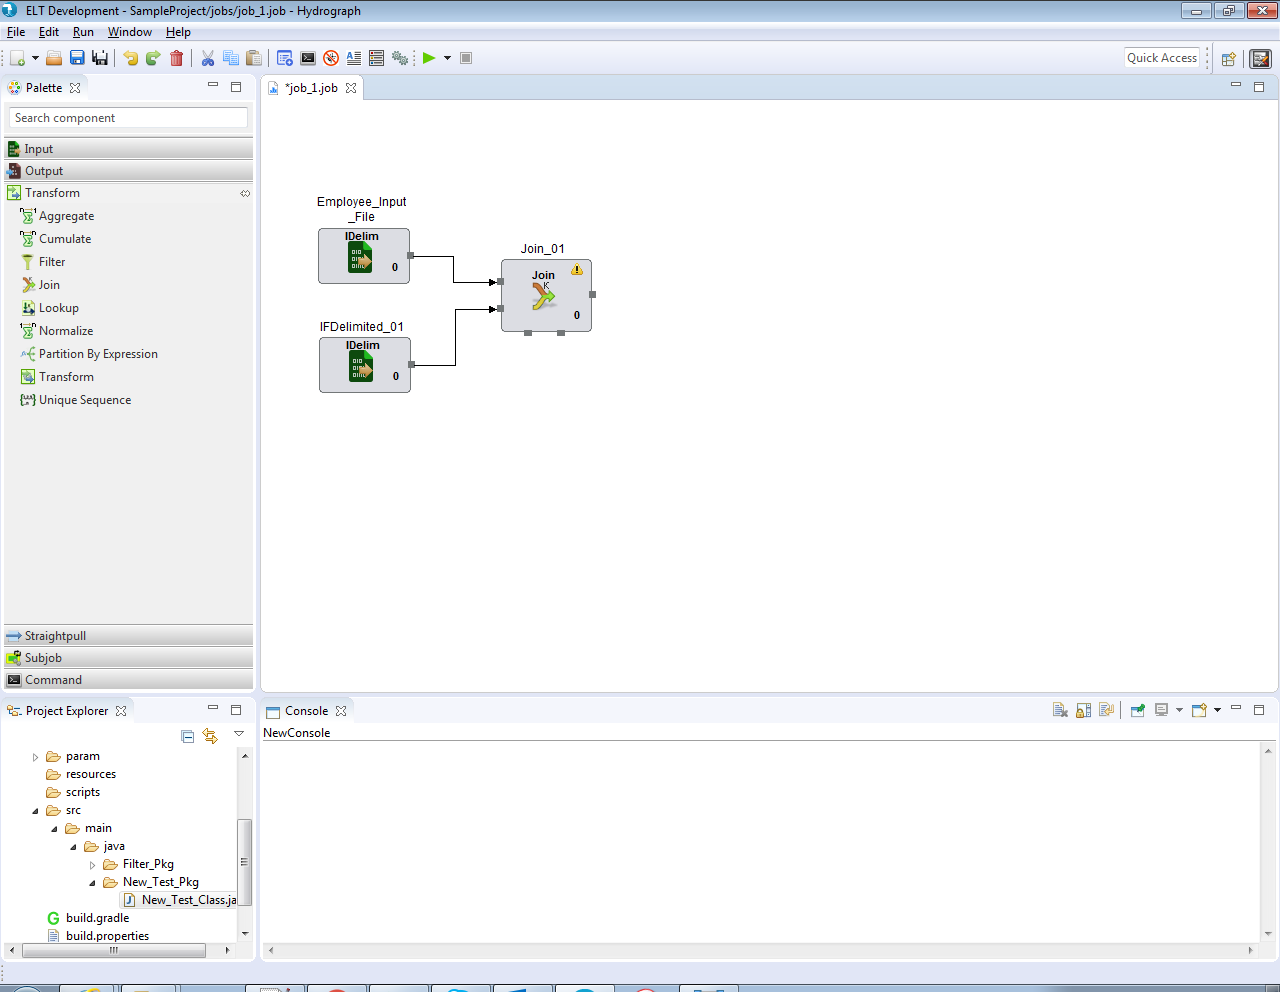 ELT Development - SampleProject/jobs/job_1.job - Hydrograph
File Edit Run Window Help
Quick Access
Palette
Search component
Input
Output
Transform
Aggregate
Cumulate
Filter
Join
Lookup
Normalize
Partition By Expression
Transform
Unique Sequence
Straightpull
Subjob
Command
*job_1.job
Employee_Input
_File
IDelim
0
IFDelimited_01
IDelim
0
Join_01
Join
K
0
Project Explorer
param
resources
scripts
src
main
java
Filter_Pkg
New_Test_Pkg
New_Test_Class.ja
build.gradle
build.properties
Console
NewConsole